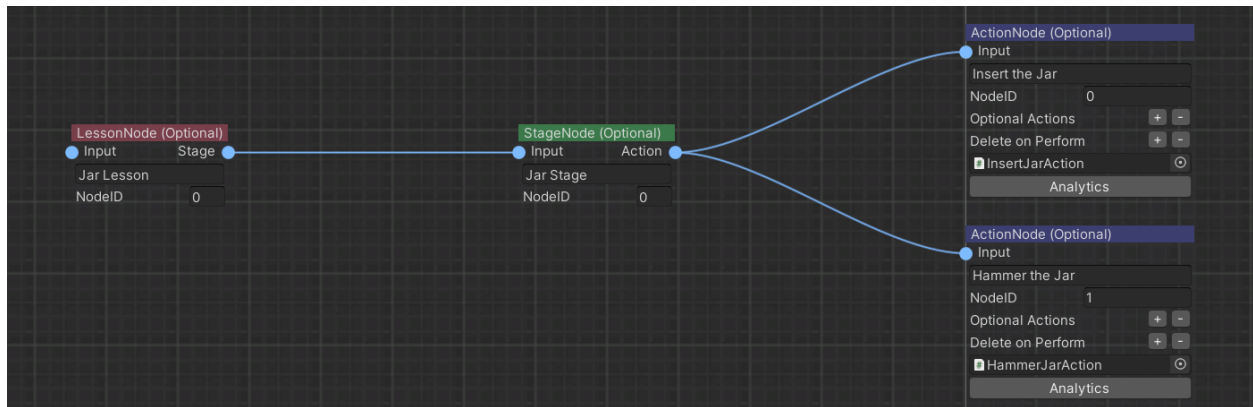 LessonNode (Optional)
Input Stage
Jar Lesson
NodeID 0
StageNode (Optional)
Input Action
Jar Stage
NodeID 0
ActionNode (Optional)
Input
Insert the Jar
NodeID 0
Optional Actions + -
Delete on Perform + -
InsertJarAction
Analytics
ActionNode (Optional)
Input
Hammer the Jar
NodeID 1
Optional Actions + -
Delete on Perform + -
HammerJarAction
Analytics